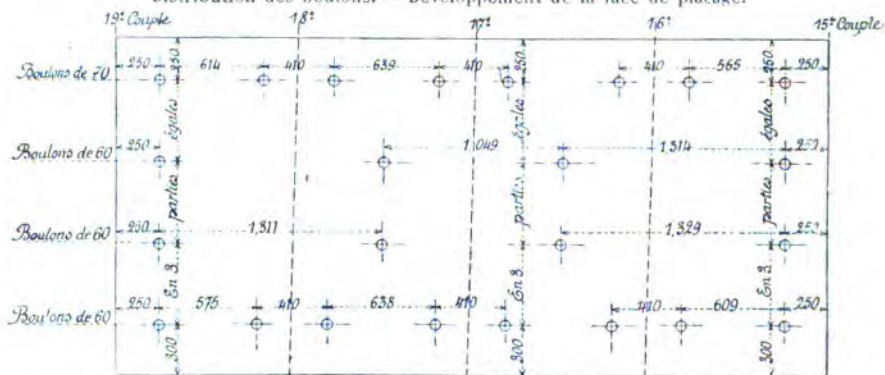 Distribution des boulons. — Développement de la face de placage.
19ᵉ Couple 18ᵉ 17ᵉ 16ᵉ 15ᵉ Couple
Boulons de 70 250 250 614 410 639 410 250 410 565 250 250
égales égales égales
Boulons de 60 250 1,049 1,314 250
parties parties parties
Boulons de 60 250 1,311 1,329 250
En 3 En 3 En 3
Boulons de 60 250 575 410 638 410 410 609 250
300 300 300